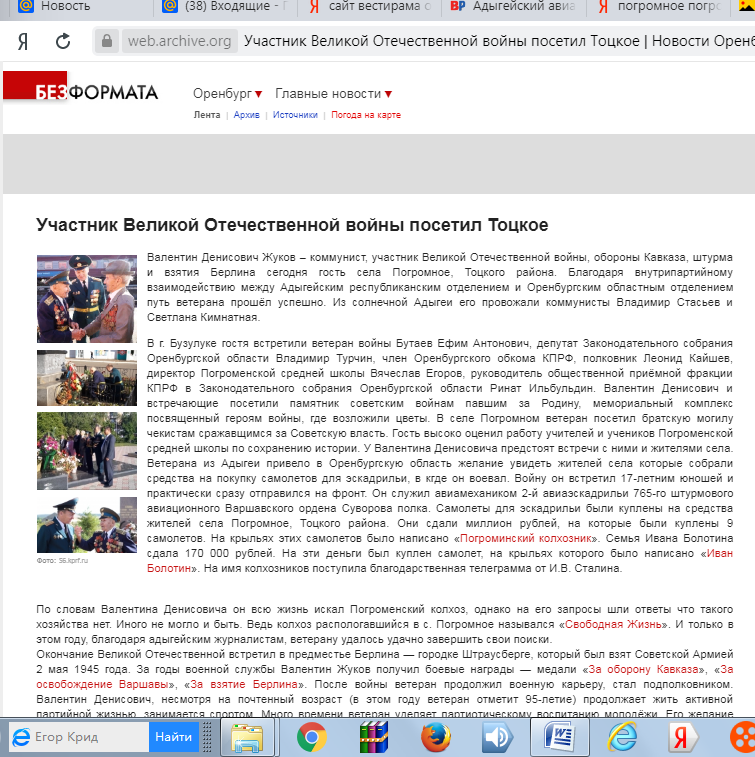 Новость
(38) Входящие - Г
сайт вестирама о
Адыгейский авиа
погромное погро
web.archive.org Участник Великой Отечественной войны посетил Тоцкое | Новости Оренб
БЕЗФОРМАТА
Оренбург Главные новости
Лента | Архив | Источники | Погода на карте
Участник Великой Отечественной войны посетил Тоцкое
Валентин Денисович Жуков – коммунист, участник Великой Отечественной войны, обороны Кавказа, штурма
и взятия Берлина сегодня гость села Погромное, Тоцкого района. Благодаря внутрипартийному
взаимодействию между Адыгейским республиканским отделением и Оренбургским областным отделением
путь ветерана прошёл успешно. Из солнечной Адыгеи его провожали коммунисты Владимир Стасьев и
Светлана Кимнатная.
В г. Бузулуке гостя встретили ветеран войны Бутаев Ефим Антонович, депутат Законодательного собрания
Оренбургской области Владимир Турчин, член Оренбургского обкома КПРФ, полковник Леонид Кайшев,
директор Погроменской средней школы Вячеслав Егоров, руководитель общественной приёмной фракции
КПРФ в Законодательного собрания Оренбургской области Ринат Ильбульдин. Валентин Денисович и
встречающие посетили памятник советским войнам павшим за Родину, мемориальный комплекс
посвященный героям войны, где возложили цветы. В селе Погромном ветеран посетил братскую могилу
чекистам сражавщимся за Советскую власть. Гость высоко оценил работу учителей и учеников Погроменской
средней школы по сохранению истории. У Валентина Денисовича предстоят встречи с ними и жителями села.
Ветерана из Адыгеи привело в Оренбургскую область желание увидеть жителей села которые собрали
средства на покупку самолетов для эскадрильи, в кгде он воевал. Войну он встретил 17-летним юношей и
практически сразу отправился на фронт. Он служил авиамехаником 2-й авиаэскадрильи 765-го штурмового
авиационного Варшавского ордена Суворова полка. Самолеты для эскадрильи были куплены на средства
жителей села Погромное, Тоцкого района. Они сдали миллион рублей, на которые были куплены 9
самолетов. На крыльях этих самолетов было написано «Погроминский колхозник». Семья Ивана Болотина
сдала 170 000 рублей. На эти деньги был куплен самолет, на крыльях которого было написано «Иван
Болотин». На имя колхозников поступила благодарственная телеграмма от И.В. Сталина.
Фото: 56.kprf.ru
По словам Валентина Денисовича он всю жизнь искал Погроменский колхоз, однако на его запросы шли ответы что такого
хозяйства нет. Иного не могло и быть. Ведь колхоз распологавшийся в с. Погромное назывался «Свободная Жизнь». И только в
этом году, благодаря адыгейским журналистам, ветерану удалось удачно завершить свои поиски.
Окончание Великой Отечественной встретил в предместье Берлина — городке Штраусберге, который был взят Советской Армией
2 мая 1945 года. За годы военной службы Валентин Жуков получил боевые награды — медали «За оборону Кавказа», «За
освобождение Варшавы», «За взятие Берлина». После войны ветеран продолжил военную карьеру, стал подполковником.
Валентин Денисович, несмотря на почтенный возраст (в этом году ветеран отметит 95-летие) продолжает жить активной
партийной жизнью, занимается спортом. Много времени ветеран уделяет партиотическому воспитанию молодёжи. Его желание
Егор Крид Найти